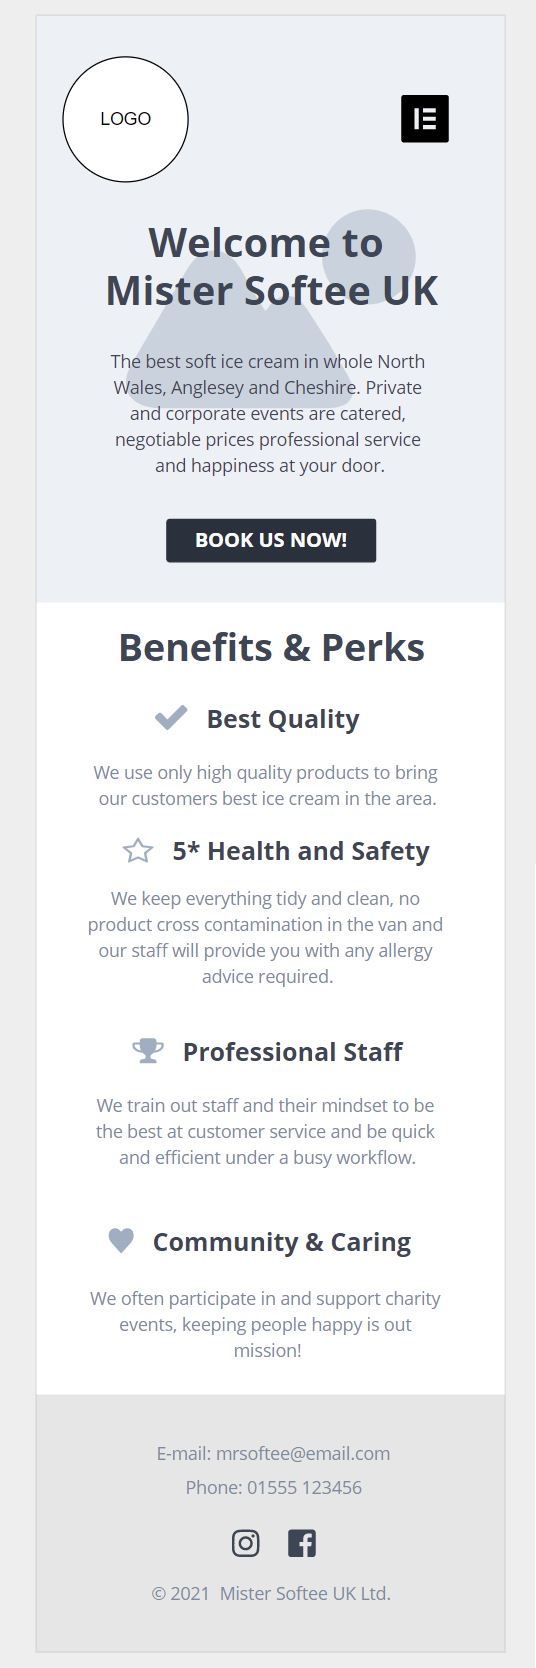 LOGO
Welcome to
Mister Softee UK
The best soft ice cream in whole North
Wales, Anglesey and Cheshire. Private
and corporate events are catered,
negotiable prices professional service
and happiness at your door.
BOOK US NOW!
Benefits & Perks
Best Quality
We use only high quality products to bring
our customers best ice cream in the area.
5* Health and Safety
We keep everything tidy and clean, no
product cross contamination in the van and
our staff will provide you with any allergy
advice required.
Professional Staff
We train out staff and their mindset to be
the best at customer service and be quick
and efficient under a busy workflow.
Community & Caring
We often participate in and support charity
events, keeping people happy is out
mission!
E-mail: mrsoftee@email.com
Phone: 01555 123456
© 2021  Mister Softee UK Ltd.